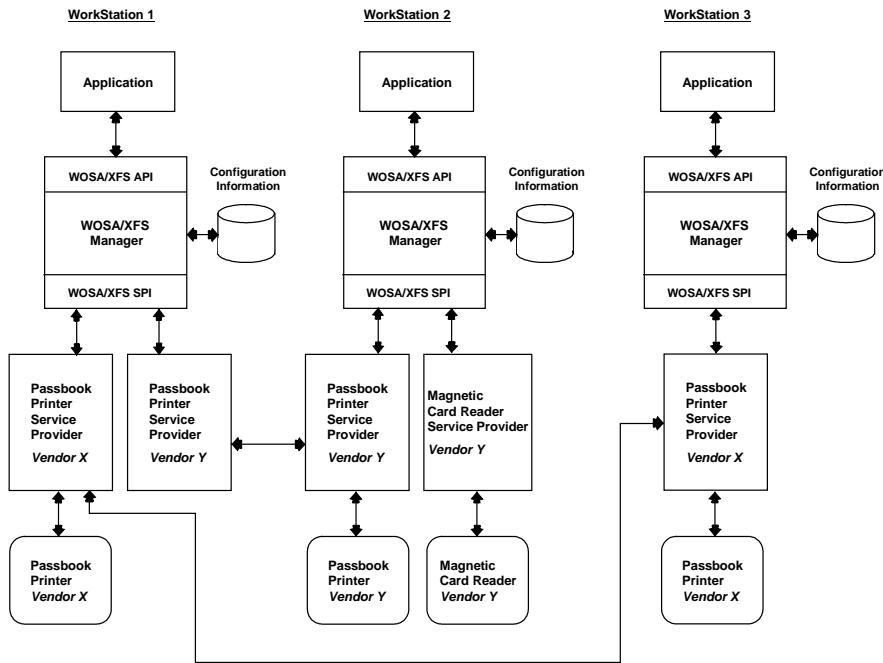 WorkStation 1
WorkStation 2
WorkStation 3
Application
Application
Application
WOSA/XFS API
Configuration
Information
WOSA/XFS
Manager
WOSA/XFS SPI
WOSA/XFS API
Configuration
Information
WOSA/XFS
Manager
WOSA/XFS SPI
WOSA/XFS API
Configuration
Information
WOSA/XFS
Manager
WOSA/XFS SPI
Passbook
Printer
Service
Provider
Vendor X
Passbook
Printer
Service
Provider
Vendor Y
Passbook
Printer
Service
Provider
Vendor Y
Magnetic
Card Reader
Service Provider
Vendor Y
Passbook
Printer
Service
Provider
Vendor X
Passbook
Printer
Vendor X
Passbook
Printer
Vendor Y
Magnetic
Card Reader
Vendor Y
Passbook
Printer
Vendor X